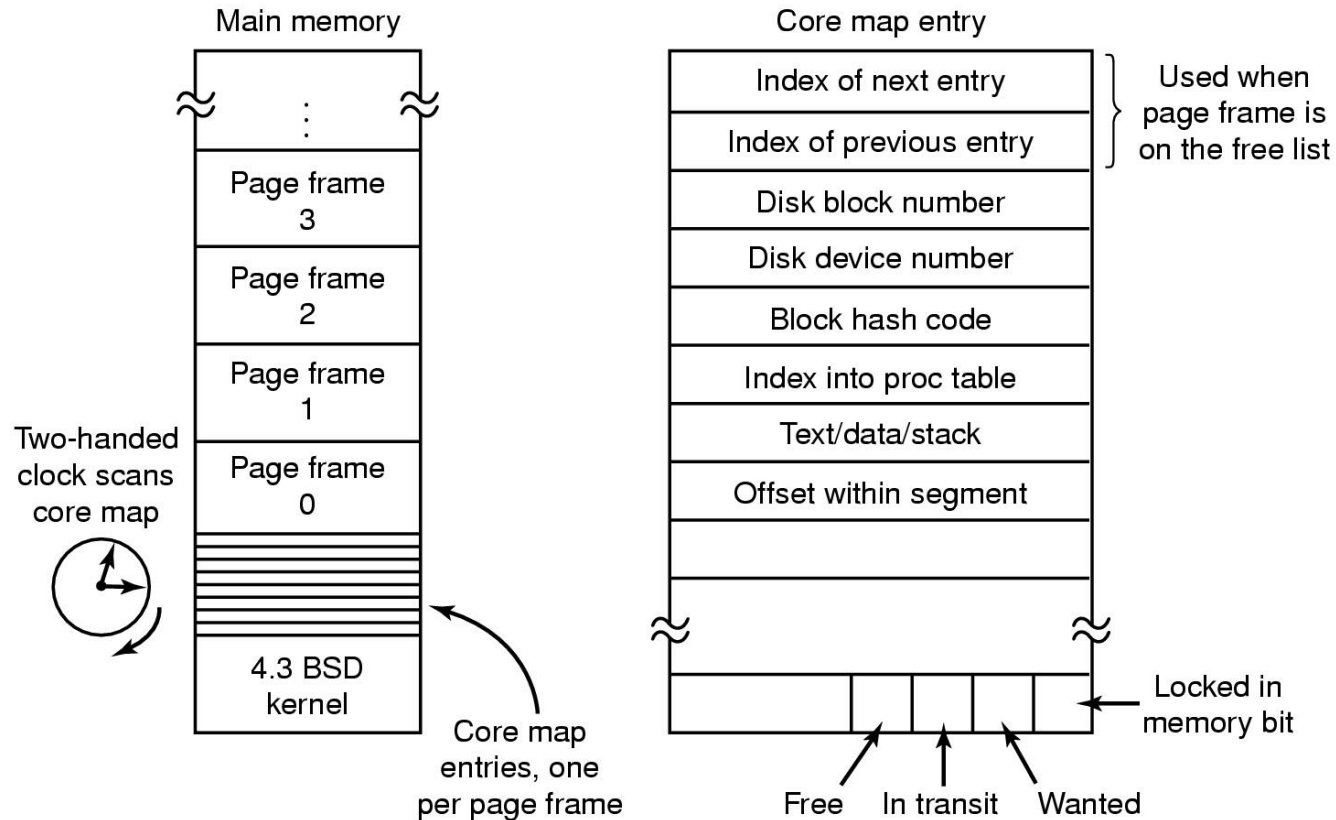 Main memory
⋮
Page frame
3
Page frame
2
Page frame
1
Page frame
0
4.3 BSD
kernel
Two-handed
clock scans
core map
Core map
entries, one
per page frame
Core map entry
Index of next entry
Index of previous entry
Disk block number
Disk device number
Block hash code
Index into proc table
Text/data/stack
Offset within segment
Used when
page frame is
on the free list
Locked in
memory bit
Free
In transit
Wanted